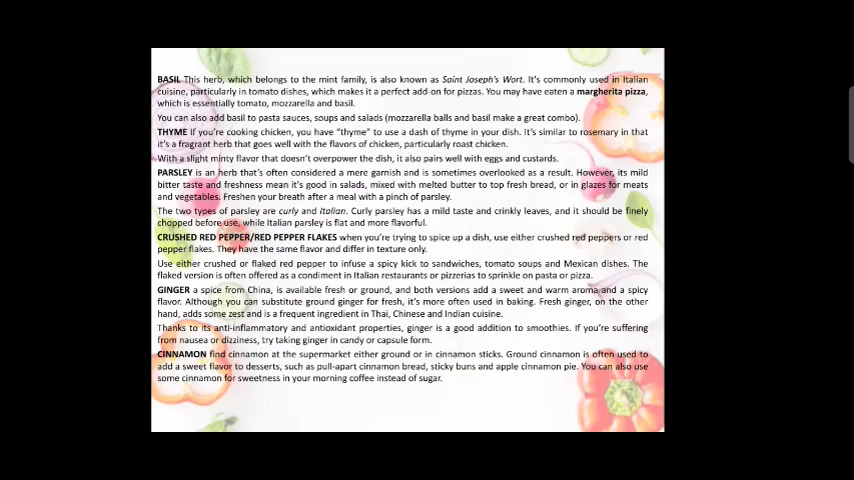 BASIL This herb, which belongs to the mint family, is also known as Saint Joseph's Wort. It's commonly used in Italian
cuisine, particularly in tomato dishes, which makes it a perfect add-on for pizzas. You may have eaten a margherita pizza,
which is essentially tomato, mozzarella and basil.
You can also add basil to pasta sauces, soups and salads (mozzarella balls and basil make a great combo).
THYME If you're cooking chicken, you have "thyme" to use a dash of thyme in your dish. It's similar to rosemary in that
it's a fragrant herb that goes well with the flavors of chicken, particularly roast chicken.
With a slight minty flavor that doesn't overpower the dish, it also pairs well with eggs and custards.
PARSLEY is an herb that's often considered a mere garnish and is sometimes overlooked as a result. However, its mild
bitter taste and freshness mean it's good in salads, mixed with melted butter to top fresh bread, or in glazes for meats
and vegetables. Freshen your breath after a meal with a pinch of parsley.
The two types of parsley are curly and Italian. Curly parsley has a mild taste and crinkly leaves, and it should be finely
chopped before use, while Italian parsley is flat and more flavorful.
CRUSHED RED PEPPER/RED PEPPER FLAKES when you're trying to spice up a dish, use either crushed red peppers or red
pepper flakes. They have the same flavor and differ in texture only.
Use either crushed or flaked red pepper to infuse a spicy kick to sandwiches, tomato soups and Mexican dishes. The
flaked version is often offered as a condiment in Italian restaurants or pizzerias to sprinkle on pasta or pizza.
GINGER a spice from China, is available fresh or ground, and both versions add a sweet and warm aroma and a spicy
flavor. Although you can substitute ground ginger for fresh, it's more often used in baking. Fresh ginger, on the other
hand, adds some zest and is a frequent ingredient in Thai, Chinese and Indian cuisine.
Thanks to its anti-inflammatory and antioxidant properties, ginger is a good addition to smoothies. If you're suffering
from nausea or dizziness, try taking ginger in candy or capsule form.
CINNAMON find cinnamon at the supermarket either ground or in cinnamon sticks. Ground cinnamon is often used to
add a sweet flavor to desserts, such as pull-apart cinnamon bread, sticky buns and apple cinnamon pie. You can also use
some cinnamon for sweetness in your morning coffee instead of sugar.